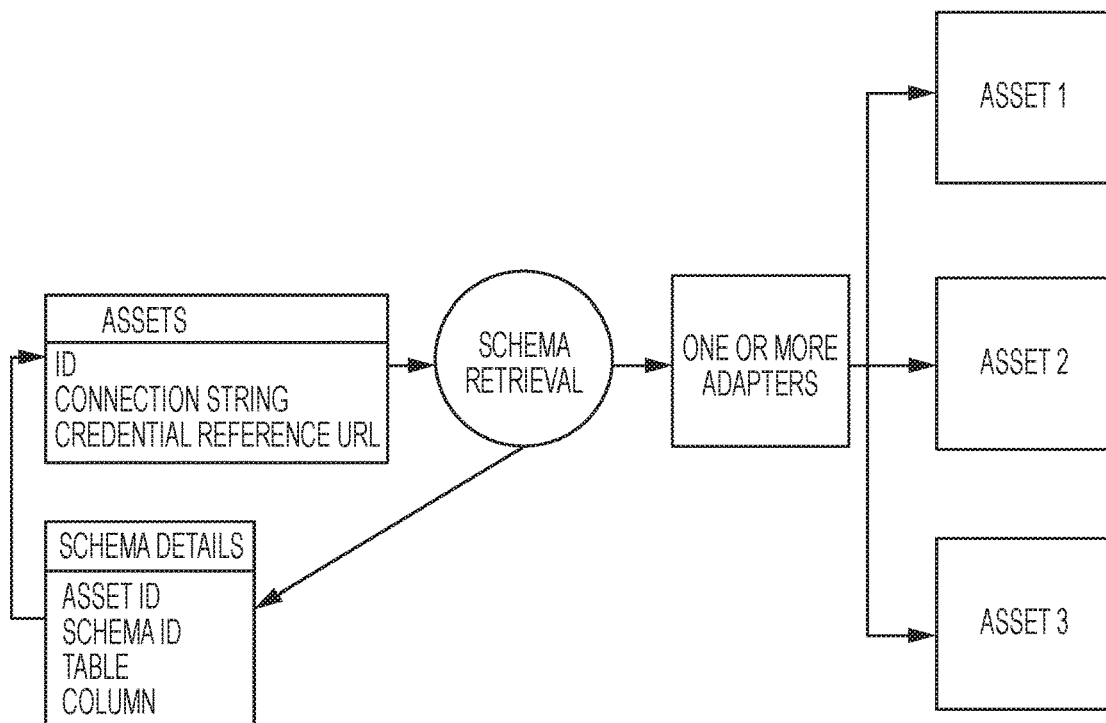 ASSET 1
ASSETS
ID
CONNECTION STRING
CREDENTIAL REFERENCE URL
SCHEMA
RETRIEVAL
ONE OR MORE
ADAPTERS
ASSET 2
SCHEMA DETAILS
ASSET ID
SCHEMA ID
TABLE
COLUMN
ASSET 3